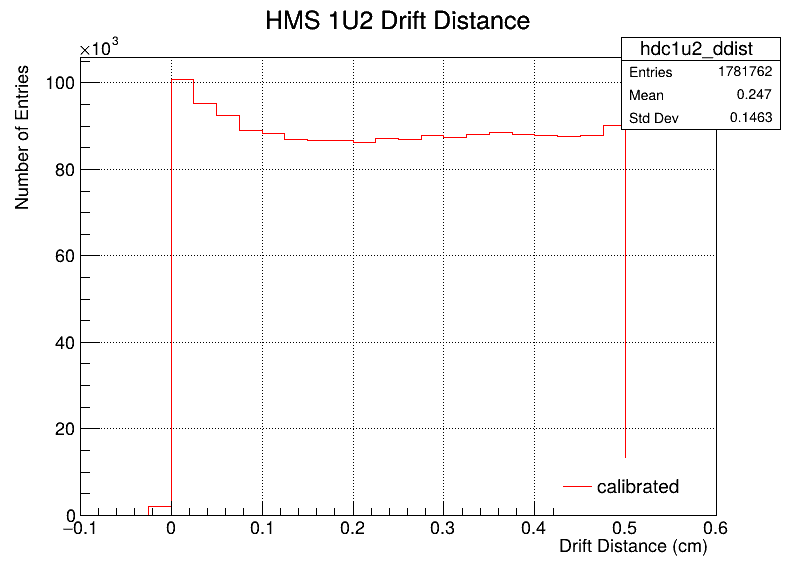 HMS 1U2 Drift Distance
×10³
hdc1u2_ddist
Entries 1781762
Mean 0.247
Std Dev 0.1463
Number of Entries
100
80
60
40
20
0
−0.1 0 0.1 0.2 0.3 0.4 0.5 0.6
calibrated
Drift Distance (cm)